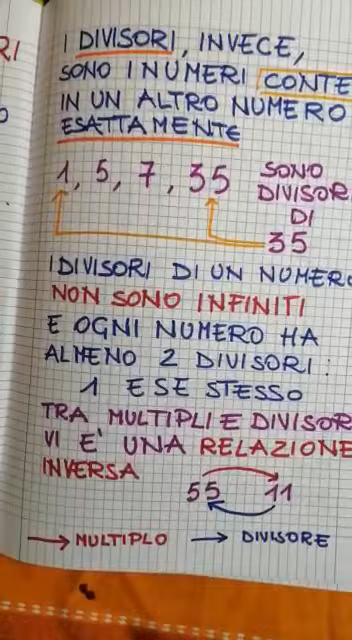 RI
I DIVISORI, INVECE,
SONO I NUMERI CONTE
IN UN ALTRO NUMERO
ESATTAMENTE
1, 5, 7, 35 SONO
DIVISOR
DI
35
I DIVISORI DI UN NUMERO
NON SONO INFINITI
E OGNI NUMERO HA
ALMENO 2 DIVISORI:
1 E SE STESSO
TRA MULTIPLI E DIVISOR
VI E' UNA RELAZIONE
INVERSA
55 11
→ MULTIPLO → DIVISORE